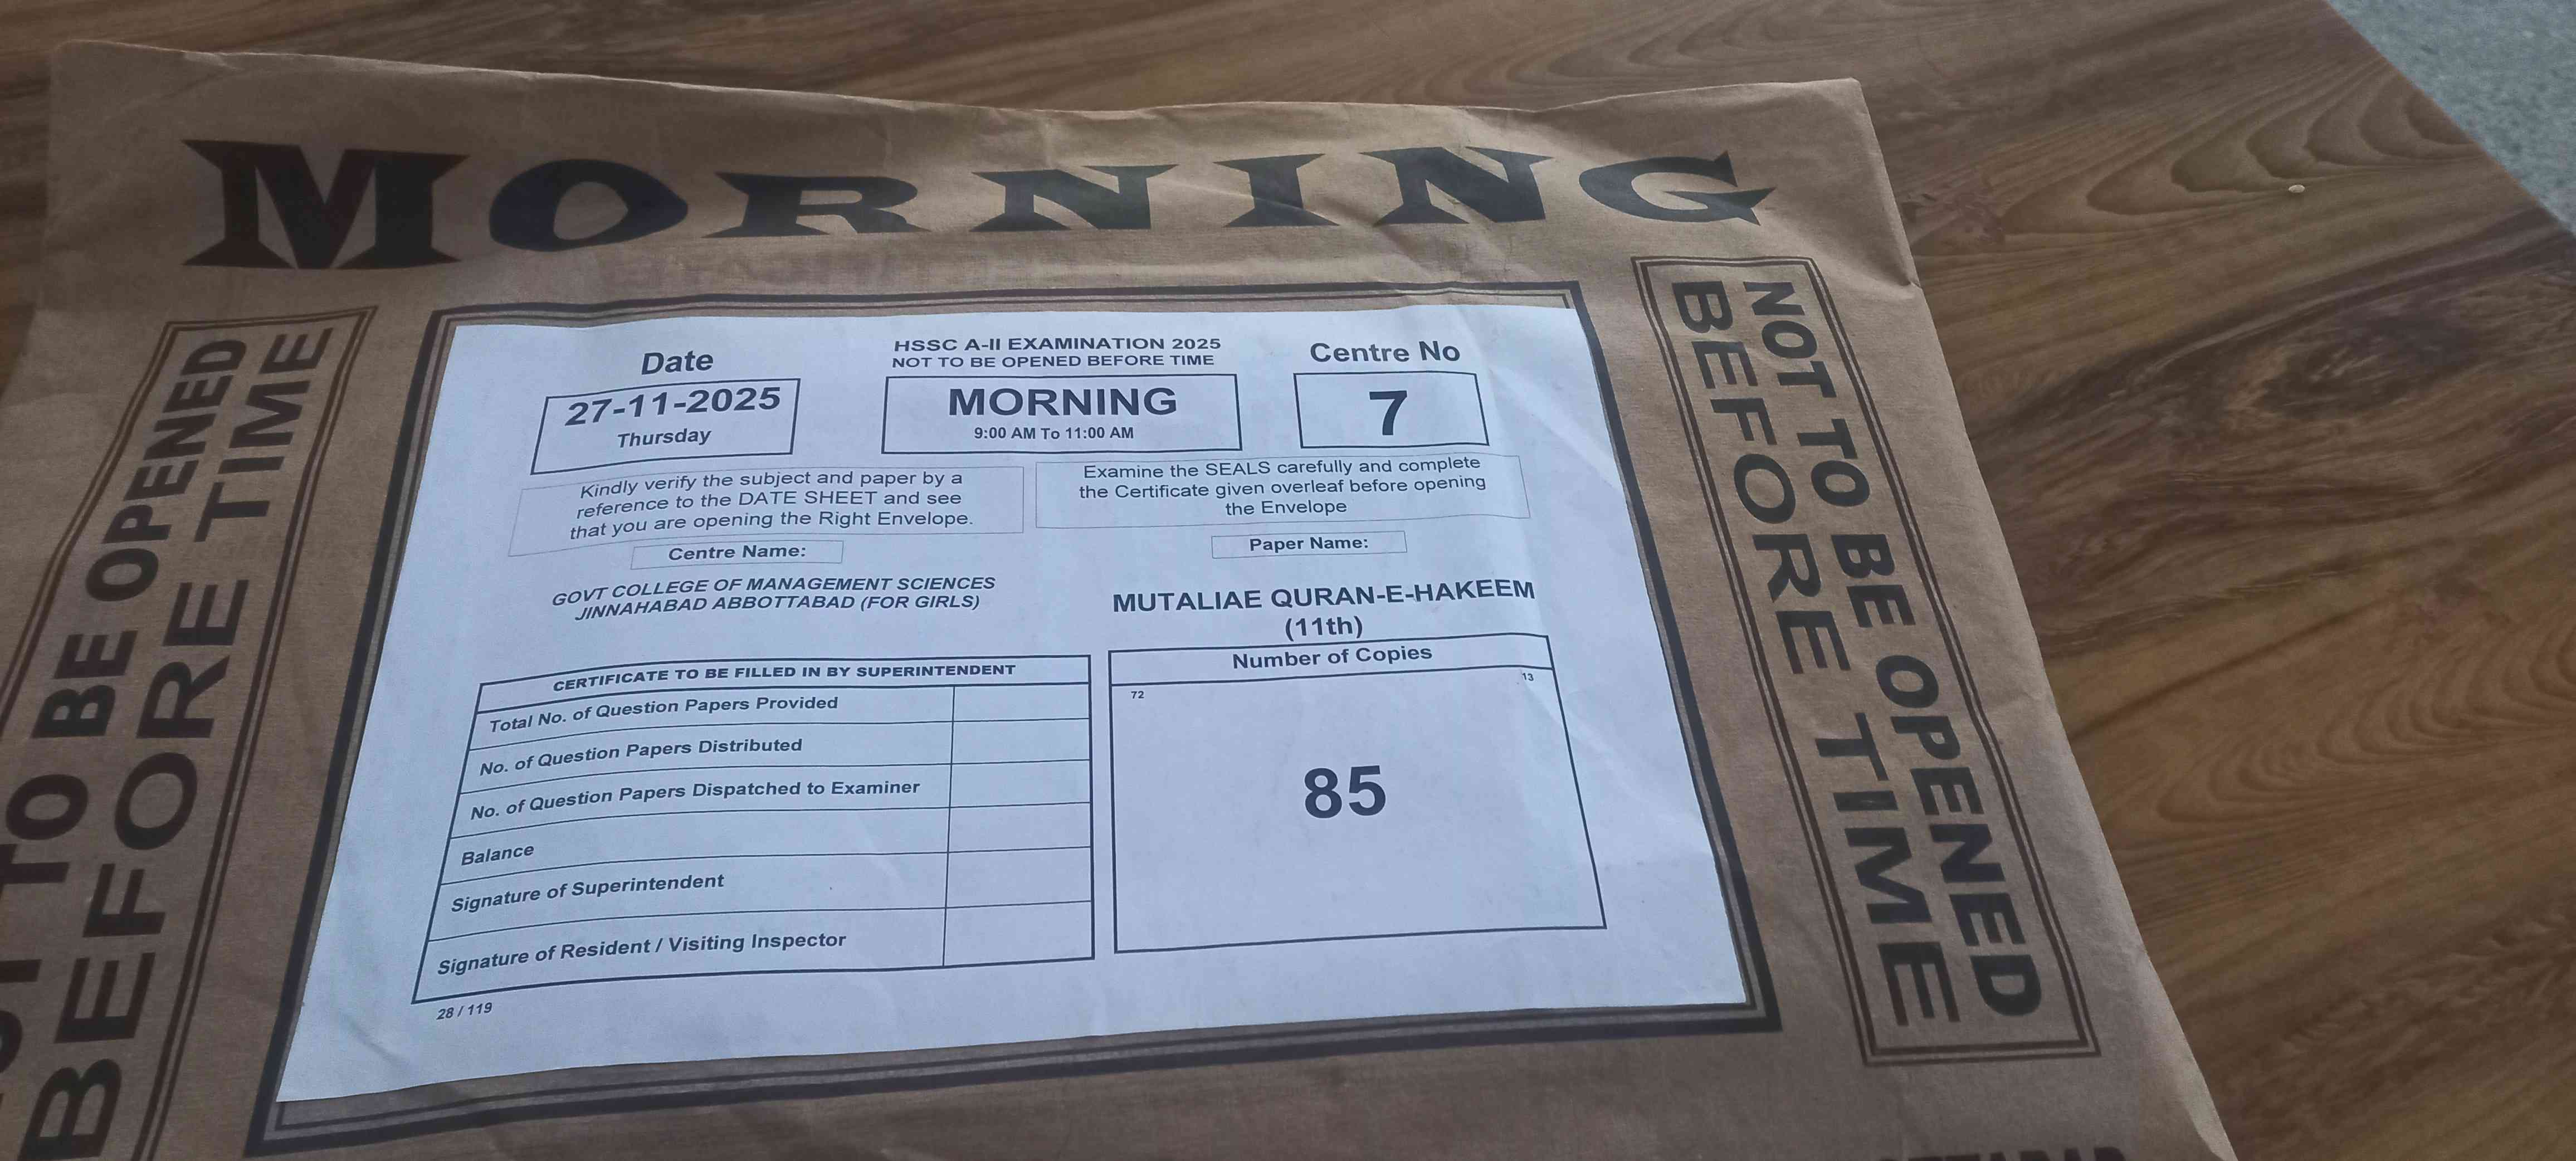 MORNING
NOT TO BE OPENED
BEFORE TIME
Date
27-11-2025
Thursday
HSSC A-II EXAMINATION 2025
NOT TO BE OPENED BEFORE TIME
MORNING
9:00 AM To 11:00 AM
Centre No
7
Kindly verify the subject and paper by a
reference to the DATE SHEET and see
that you are opening the Right Envelope.
Examine the SEALS carefully and complete
the Certificate given overleaf before opening
the Envelope
Centre Name:
GOVT COLLEGE OF MANAGEMENT SCIENCES
JINNAHABAD ABBOTTABAD (FOR GIRLS)
Paper Name:
MUTALIAE QURAN-E-HAKEEM
(11th)
CERTIFICATE TO BE FILLED IN BY SUPERINTENDENT
Total No. of Question Papers Provided
No. of Question Papers Distributed
No. of Question Papers Dispatched to Examiner
Balance
Signature of Superintendent
Signature of Resident / Visiting Inspector
Number of Copies
72
13
85
28 / 119
NOT TO BE OPENED
BEFORE TIME